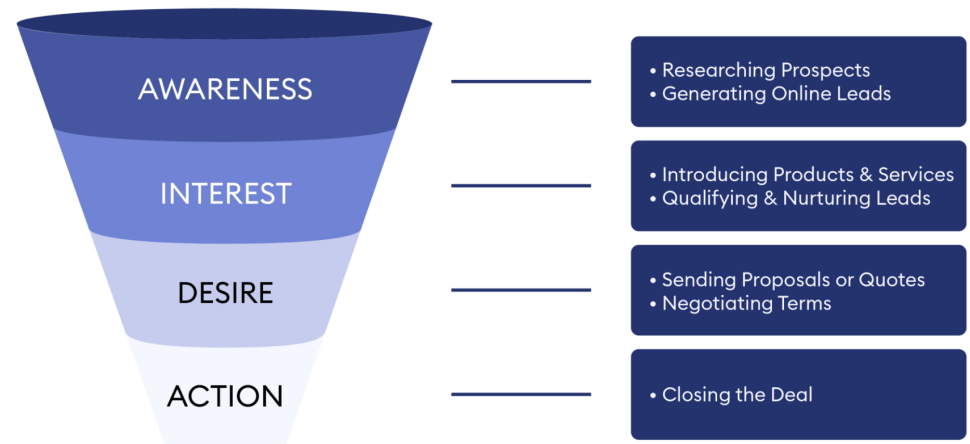 AWARENESS
• Researching Prospects
• Generating Online Leads
INTEREST
• Introducing Products & Services
• Qualifying & Nurturing Leads
DESIRE
• Sending Proposals or Quotes
• Negotiating Terms
ACTION
• Closing the Deal